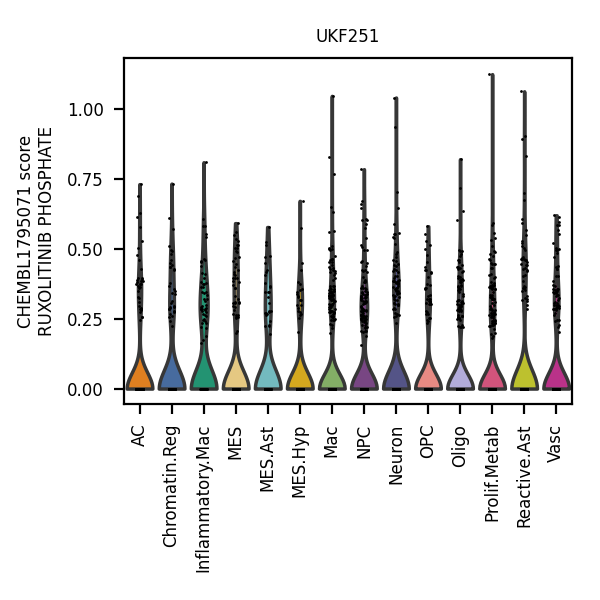 UKF251
CHEMBL1795071 score
RUXOLITINIB PHOSPHATE
1.00
0.75
0.50
0.25
0.00
AC
Chromatin.Reg
Inflammatory.Mac
MES
MES.Ast
MES.Hyp
Mac
NPC
Neuron
OPC
Oligo
Prolif.Metab
Reactive.Ast
Vasc